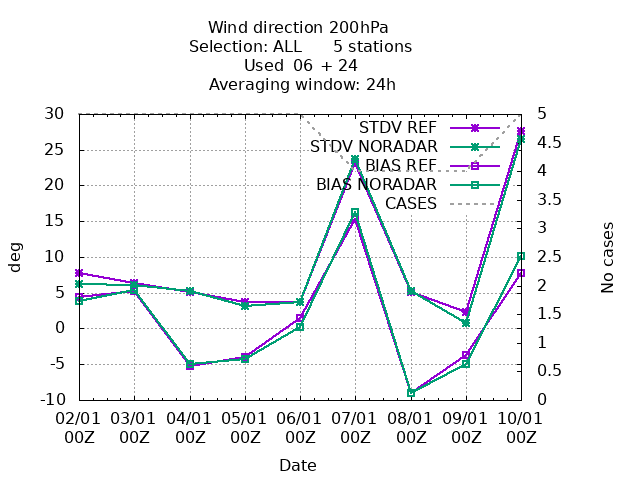 Wind direction 200hPa
Selection: ALL 5 stations
Used 06 + 24
Averaging window: 24h
30
25
20
15
10
5
0
-5
-10
deg
STDV REF
STDV NORADAR
BIAS REF
BIAS NORADAR
CASES
5
4.5
4
3.5
3
2.5
2
1.5
1
0.5
0
No cases
02/01 03/01 04/01 05/01 06/01 07/01 08/01 09/01 10/01
00Z 00Z 00Z 00Z 00Z 00Z 00Z 00Z 00Z
Date